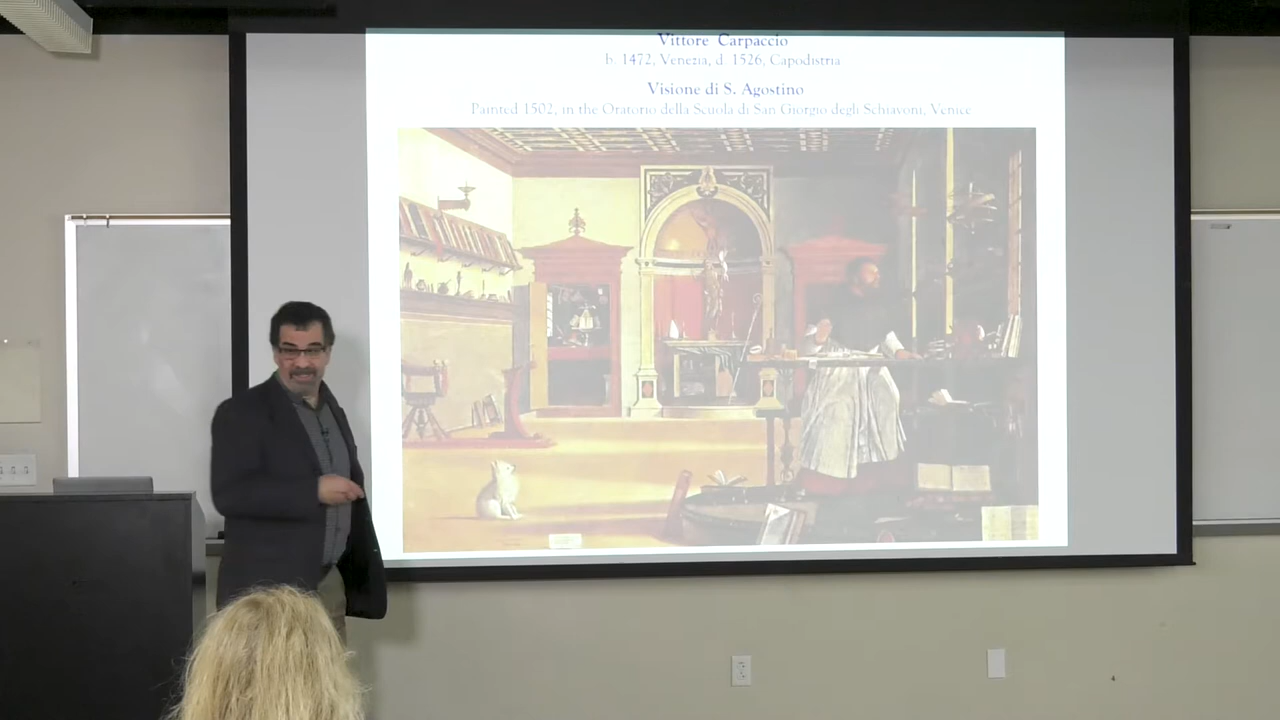 Vittore Carpaccio
b. 1472, Venezia, d. 1526, Capodistria
Visione di S. Agostino
Painted 1502, in the Oratorio della Scuola di San Giorgio degli Schiavoni, Venice